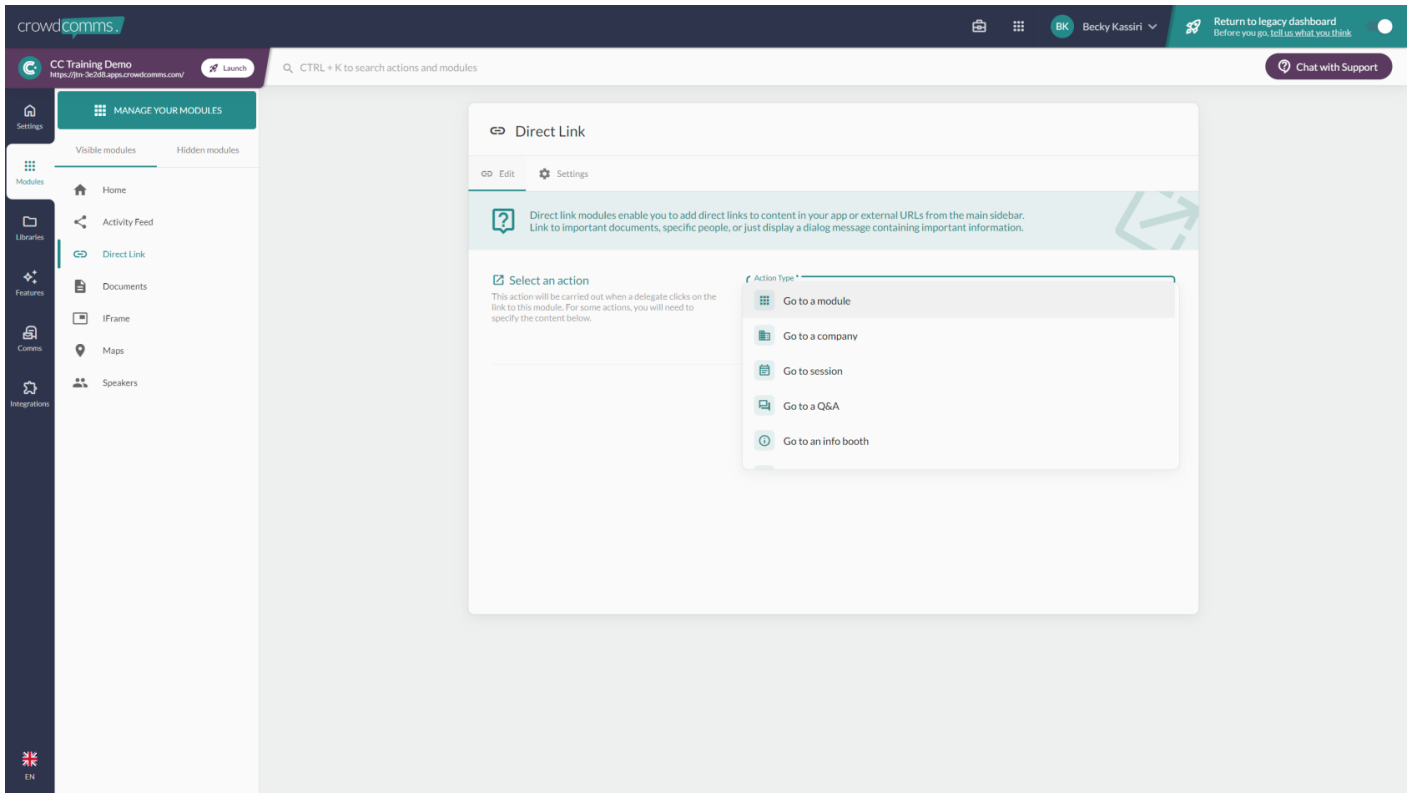 crowdcomms.
BK
Becky Kassiri
Return to legacy dashboard
Before you go, tell us what you think
CC Training Demo
https://jtn-3e2d8.apps.crowdcomms.com/
Launch
CTRL + K to search actions and modules
Chat with Support
Settings
Modules
Libraries
Features
Comms
Integrations
EN
MANAGE YOUR MODULES
Visible modules
Hidden modules
Home
Activity Feed
Direct Link
Documents
IFrame
Maps
Speakers
Direct Link
Edit
Settings
Direct link modules enable you to add direct links to content in your app or external URLs from the main sidebar.
Link to important documents, specific people, or just display a dialog message containing important information.
Select an action
This action will be carried out when a delegate clicks on the
link to this module. For some actions, you will need to
specify the content below.
Action Type *
Go to a module
Go to a company
Go to session
Go to a Q&A
Go to an info booth